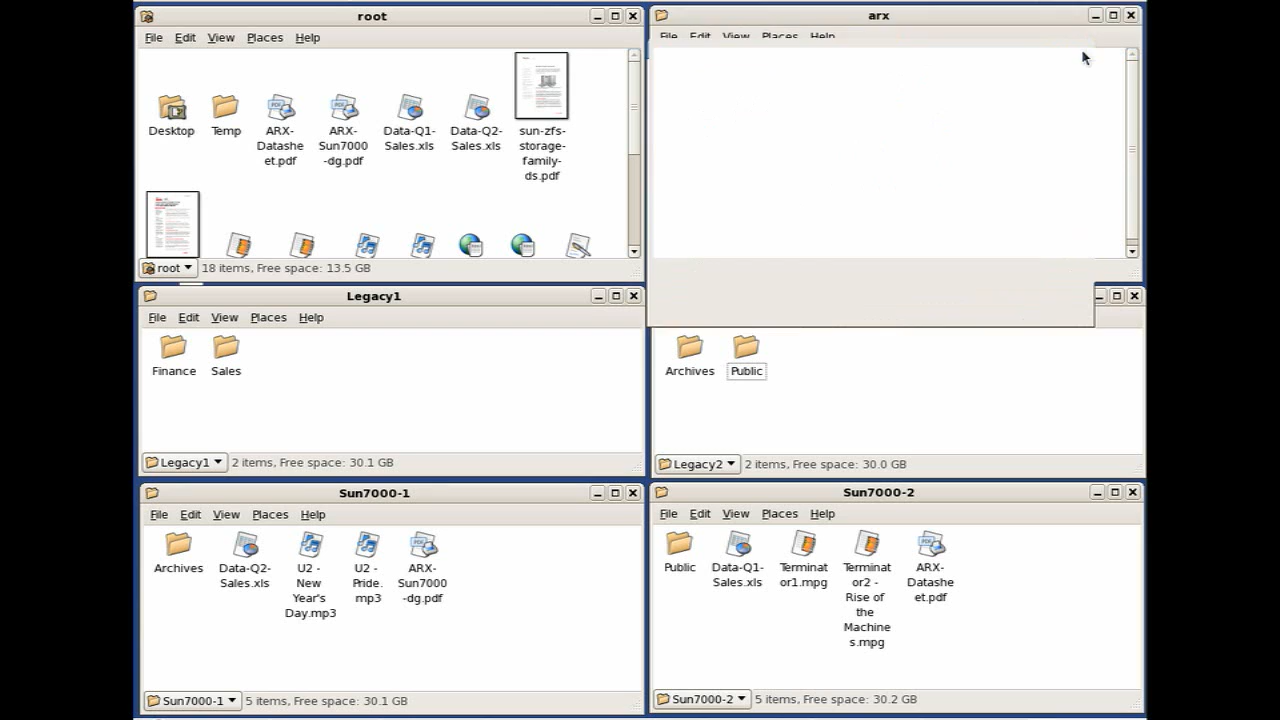 root
File Edit View Places Help
Desktop
Temp
ARX-
Datashe
et.pdf
ARX-
Sun7000
-dg.pdf
Data-Q1-
Sales.xls
Data-Q2-
Sales.xls
sun-zfs-
storage-
family-
ds.pdf
root
18 items, Free space: 13.5 GB
arx
File Edit View Places Help
Legacy1
File Edit View Places Help
Finance
Sales
Legacy1
2 items, Free space: 30.1 GB
Archives
Public
Legacy2
2 items, Free space: 30.0 GB
Sun7000-1
File Edit View Places Help
Archives
Data-Q2-
Sales.xls
U2 -
New
Year's
Day.mp3
U2 -
Pride.
mp3
ARX-
Sun7000
-dg.pdf
Sun7000-1
5 items, Free space: 30.1 GB
Sun7000-2
File Edit View Places Help
Public
Data-Q1-
Sales.xls
Terminat
or1.mpg
Terminat
or2 -
Rise of
the
Machine
s.mpg
ARX-
Datashe
et.pdf
Sun7000-2
5 items, Free space: 30.2 GB